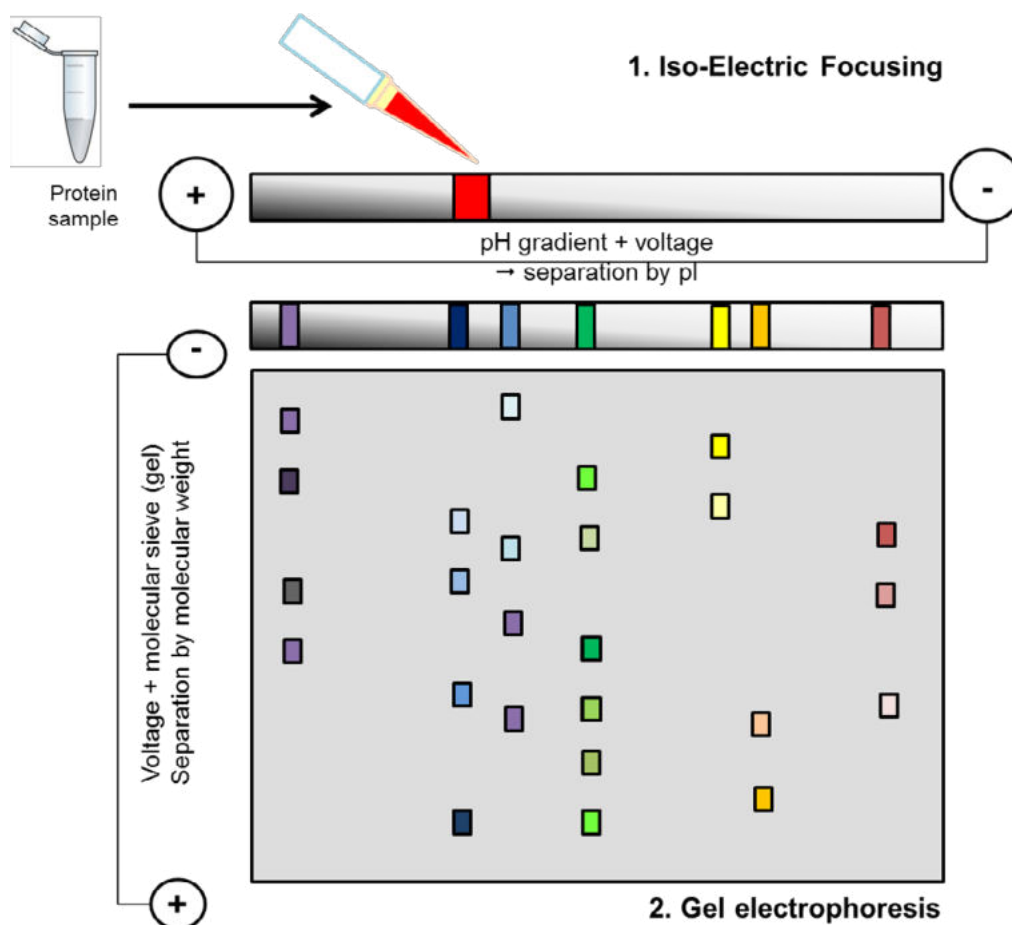 1. Iso-Electric Focusing
Protein
sample
+
-
pH gradient + voltage
→ separation by pI
-
Voltage + molecular sieve (gel)
Separation by molecular weight
+
2. Gel electrophoresis